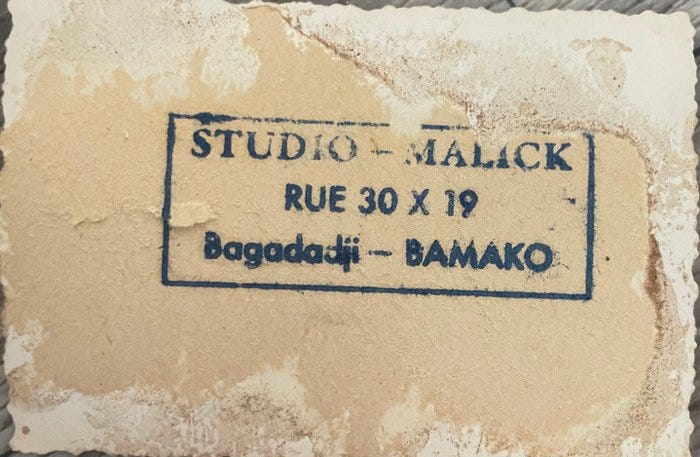 STUDIO - MALICK
RUE 30 X 19
Bagadadji - BAMAKO